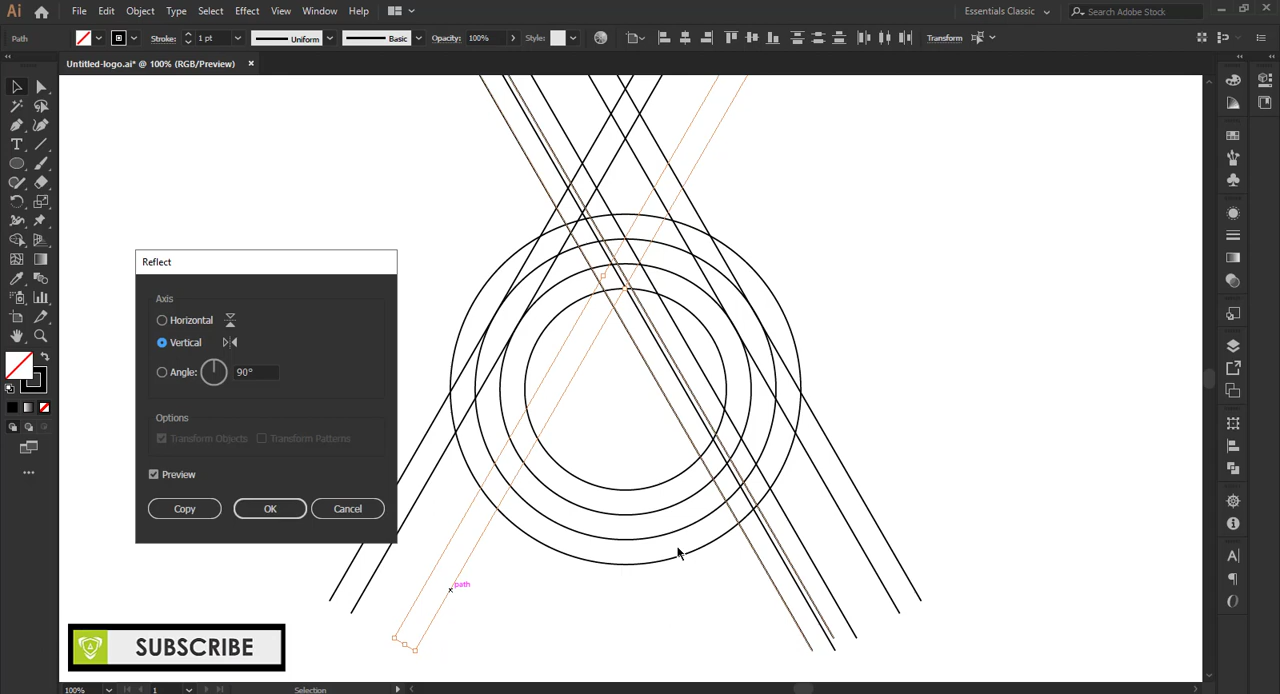 Ai
File Edit Object Type Select Effect View Window Help
Essentials Classic
Search Adobe Stock
Path
Stroke: 1 pt
Uniform
Basic
Opacity: 100%
Style:
Transform
Untitled-logo.ai* @ 100% (RGB/Preview)
Reflect
Axis
Horizontal
Vertical
Angle: 90°
Options
Transform Objects Transform Patterns
Preview
Copy OK Cancel
path
SUBSCRIBE
100% 1 Selection